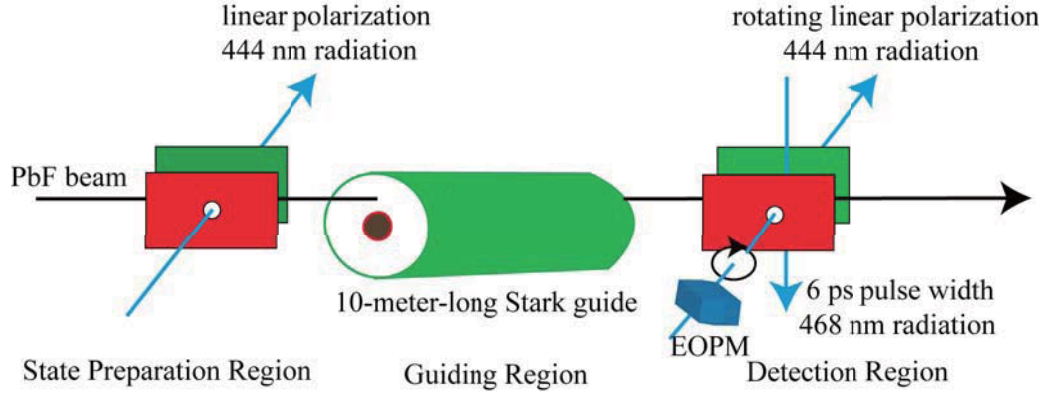 linear polarization
444 nm radiation
rotating linear polarization
444 nm radiation
PbF beam
10-meter-long Stark guide
6 ps pulse width
468 nm radiation
EOPM
State Preparation Region
Guiding Region
Detection Region